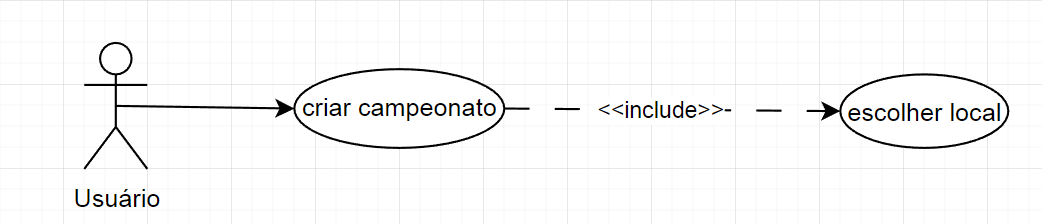 criar campeonato
<<include>>
escolher local
Usuário